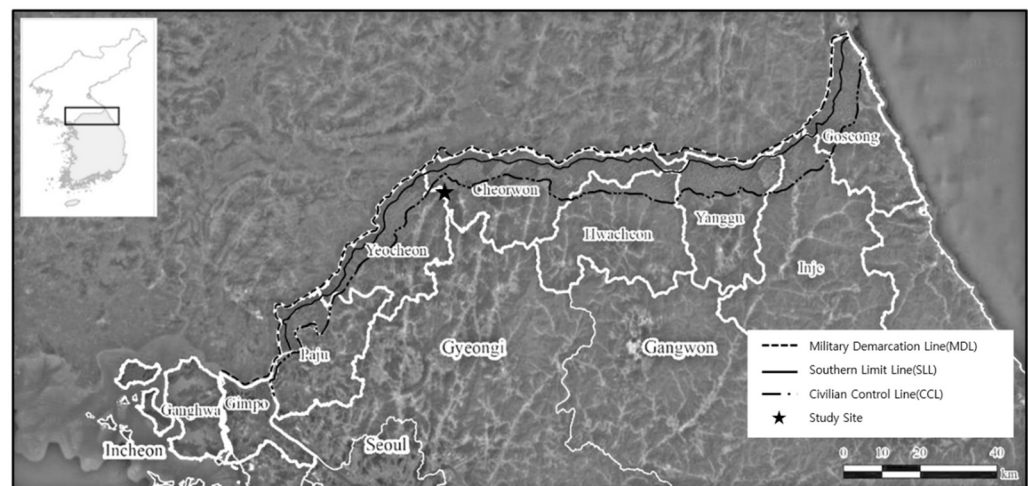 Goseong
Cheorwon
Yanggu
Hwacheon
Yeocheon
Inje
Paju
Gyeongi
Gangwon
Ganghwa
Gimpo
Seoul
Incheon
Military Demarcation Line(MDL)
Southern Limit Line(SLL)
Civilian Control Line(CCL)
Study Site
0 10 20 40
km